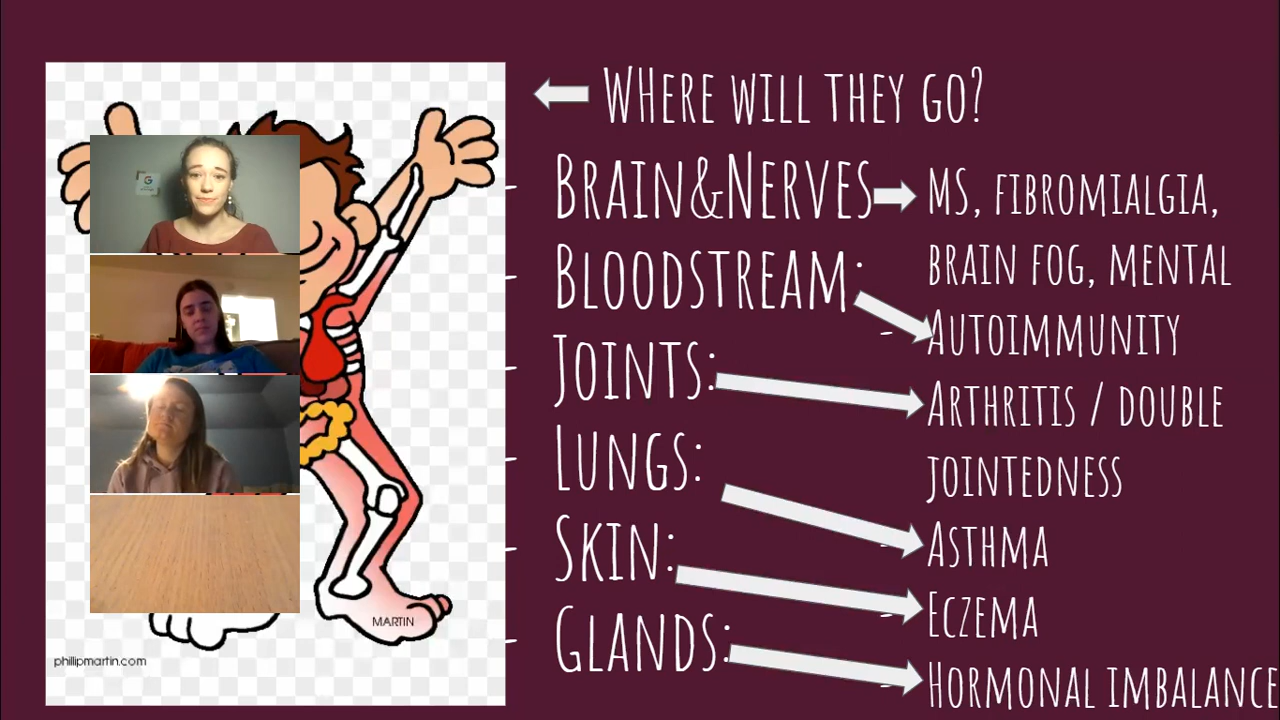 WHERE WILL THEY GO?
BRAIN&NERVES
MS, FIBROMIALGIA,
BRAIN FOG, MENTAL
BLOODSTREAM:
AUTOIMMUNITY
JOINTS:
ARTHRITIS / DOUBLE
JOINTEDNESS
LUNGS:
ASTHMA
SKIN:
ECZEMA
GLANDS:
HORMONAL IMBALANCE
MARTIN
phillipmartin.com
G